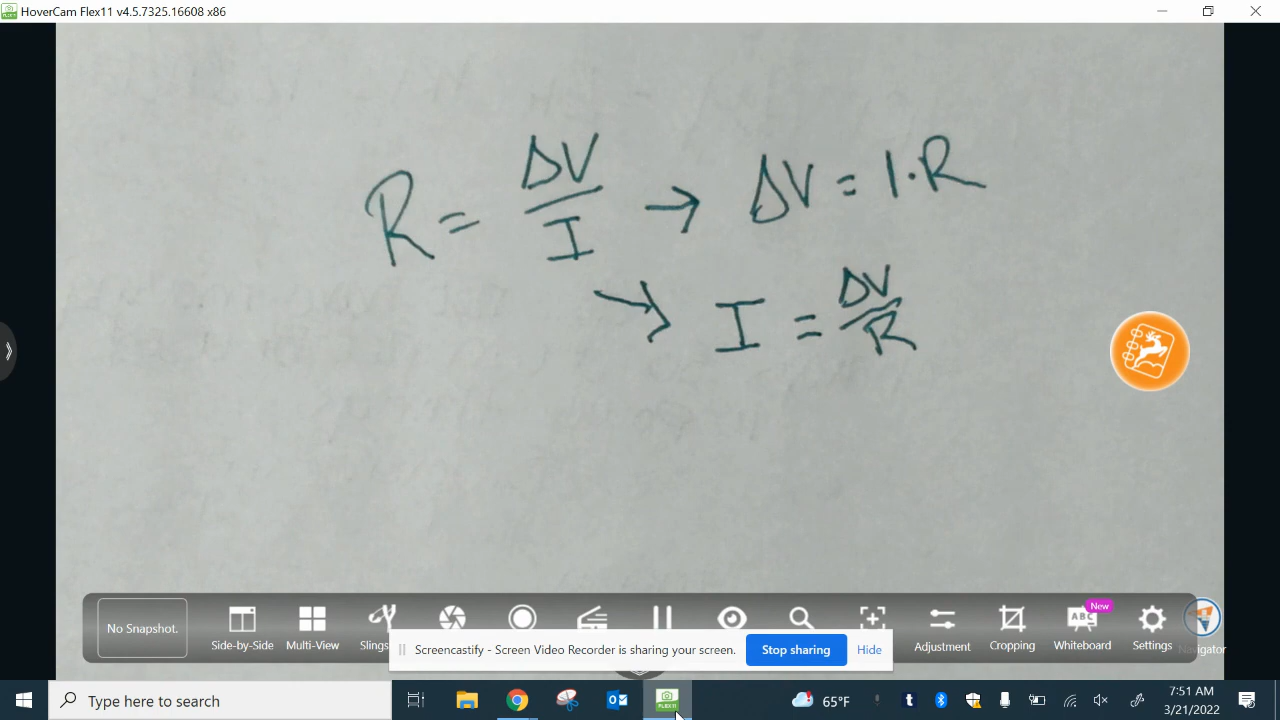 HoverCam Flex11 v4.5.7325.16608 x86
R = ΔV/I → ΔV = I·R
→ I = ΔV/R
No Snapshot.
Side-by-Side
Multi-View
Slings
Adjustment
Cropping
ABC
New
Whiteboard
Settings
Navigator
Screencastify - Screen Video Recorder is sharing your screen.
Stop sharing
Hide
Type here to search
FLEX11
65°F
7:51 AM
3/21/2022